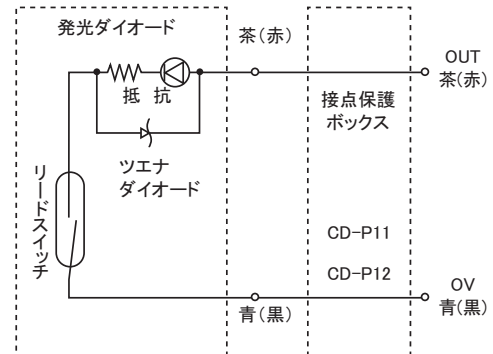 発光ダイオード
茶(赤)
OUT
茶(赤)
抵 抗
接点保護
ボックス
ツエナ
ダイオード
リードスイッチ
CD-P11
CD-P12
OV
青(黒)
青(黒)